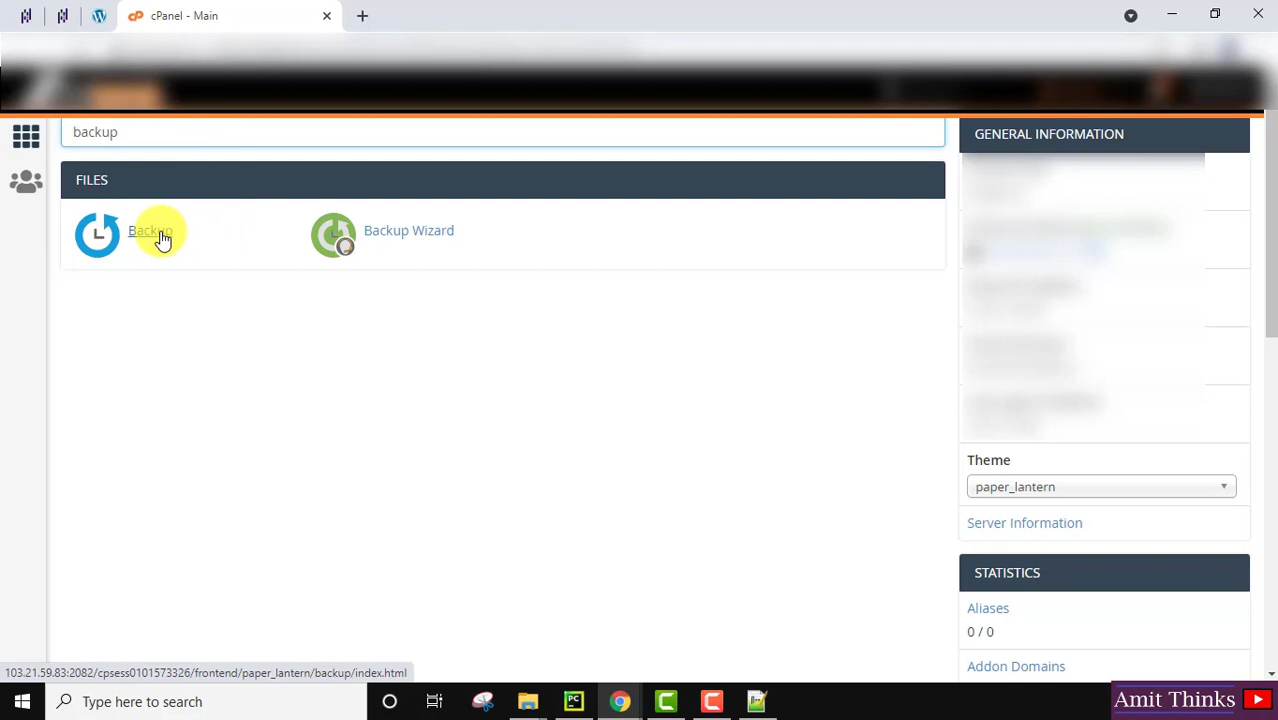 cPanel - Main
backup
FILES
Backup
Backup Wizard
GENERAL INFORMATION
Theme
paper_lantern
Server Information
STATISTICS
Aliases
0 / 0
Addon Domains
103.21.59.83:2082/cpsess0101573326/frontend/paper_lantern/backup/index.html
Type here to search
Amit Thinks